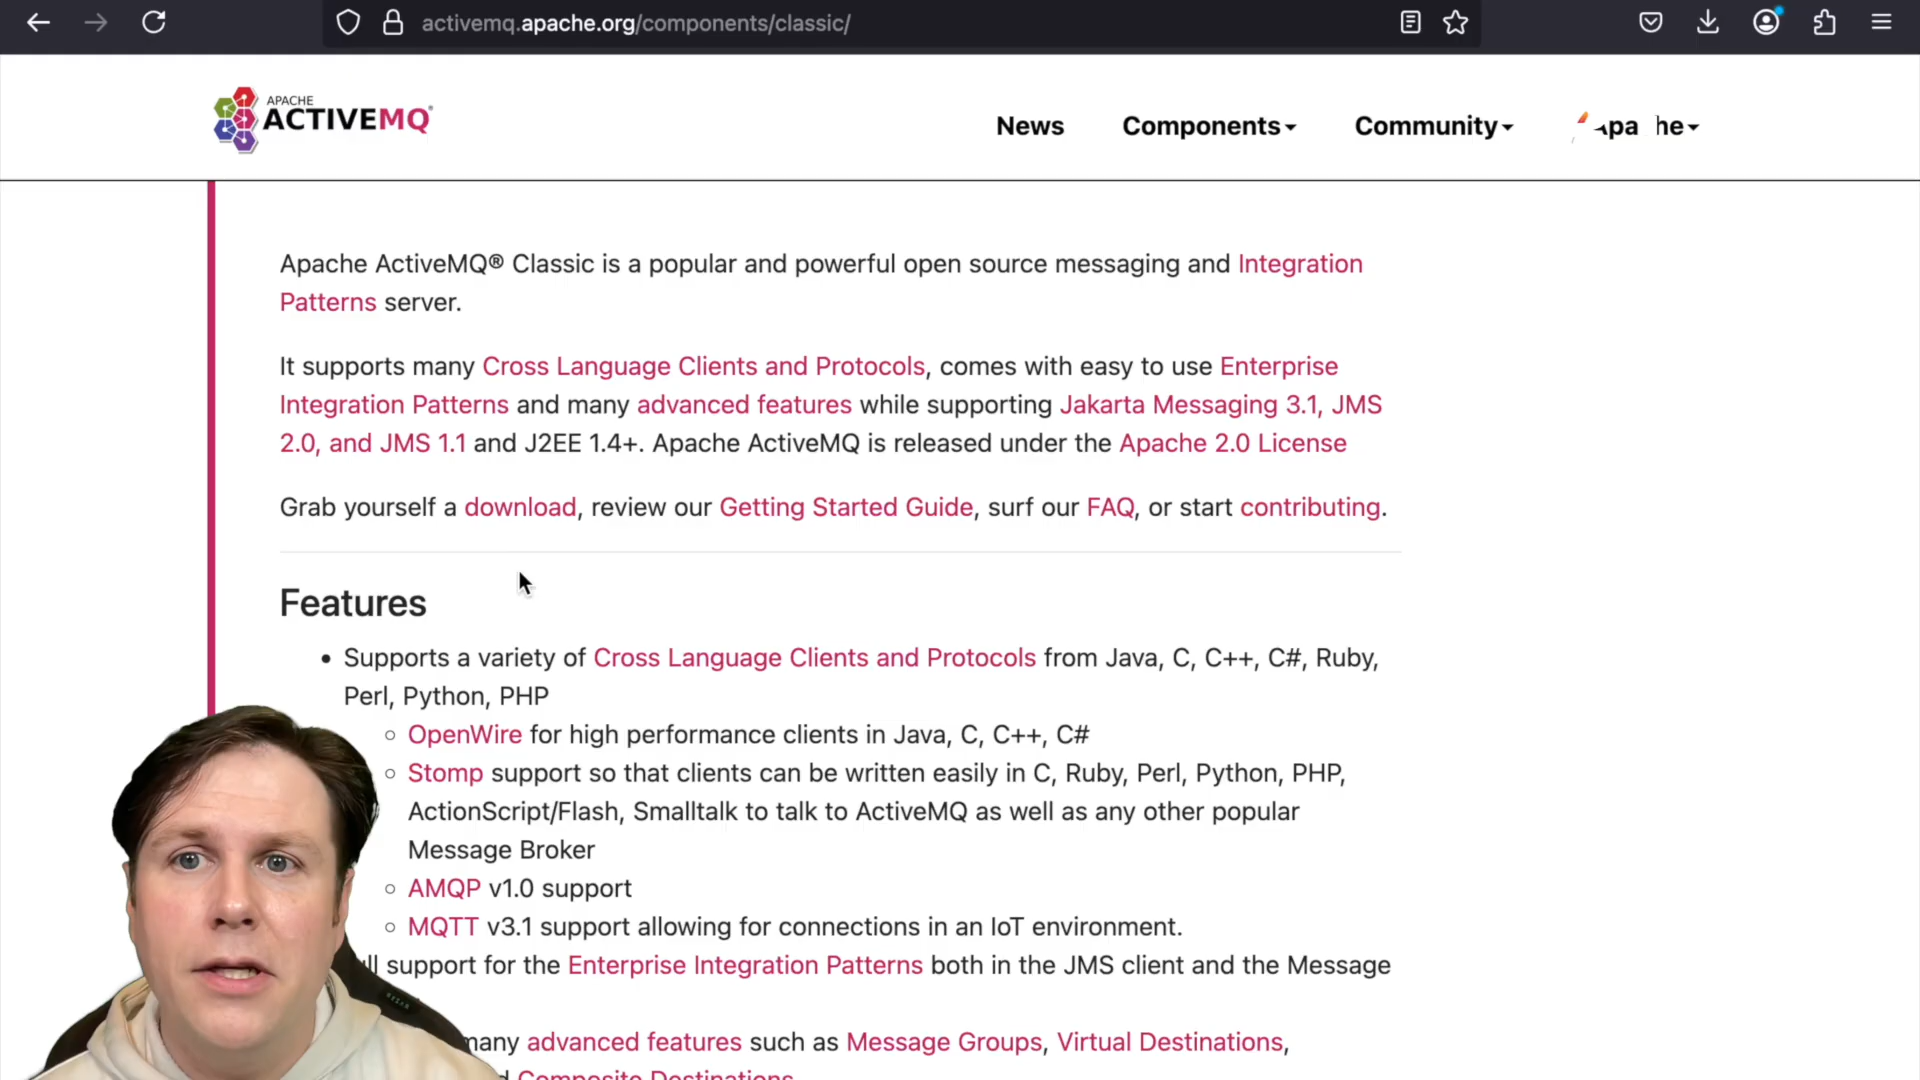 activemq.apache.org/components/classic/
APACHE
ACTIVEMQ
News
Components
Community
Apache ActiveMQ® Classic is a popular and powerful open source messaging and Integration
Patterns server.
It supports many Cross Language Clients and Protocols, comes with easy to use Enterprise
Integration Patterns and many advanced features while supporting Jakarta Messaging 3.1, JMS
2.0, and JMS 1.1 and J2EE 1.4+. Apache ActiveMQ is released under the Apache 2.0 License
Grab yourself a download, review our Getting Started Guide, surf our FAQ, or start contributing.
Features
Supports a variety of Cross Language Clients and Protocols from Java, C, C++, C#, Ruby,
Perl, Python, PHP
OpenWire for high performance clients in Java, C, C++, C#
Stomp support so that clients can be written easily in C, Ruby, Perl, Python, PHP,
ActionScript/Flash, Smalltalk to talk to ActiveMQ as well as any other popular
Message Broker
AMQP v1.0 support
MQTT v3.1 support allowing for connections in an IoT environment.
support for the Enterprise Integration Patterns both in the JMS client and the Message
many advanced features such as Message Groups, Virtual Destinations,
Composite Destinations